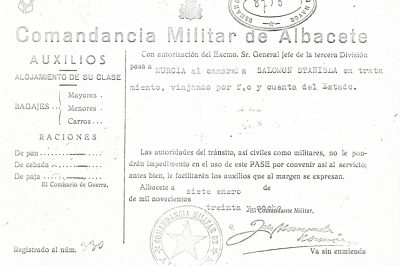 8773
Comandancia Militar de Albacete
AUXILIOS
ALOJAMIENTO DE SU CLASE
BAGAJES
Mayores
Menores
Carros
RACIONES
De pan
De cebada
De paja
El Comisario de Guerra,
Registrado al núm. 330
Con autorización del Excmo. Sr. General Jefe de la tercera División
pasa a MURCIA al camarada SALOMON STANISLA en trata
miento, viajando por f,c y cuenta del Estado.
Las autoridades del tránsito, así civiles como militares, no le pon-
drán impedimento en el uso de este PASE por convenir así al servicio;
antes bien, le facilitarán los auxilios que al margen se expresan.
Albacete a siete enero de
de mil novecientos
treinta y ocho
El Comandante Militar,
COMANDANCIA MILITAR DE
Va sin enmienda